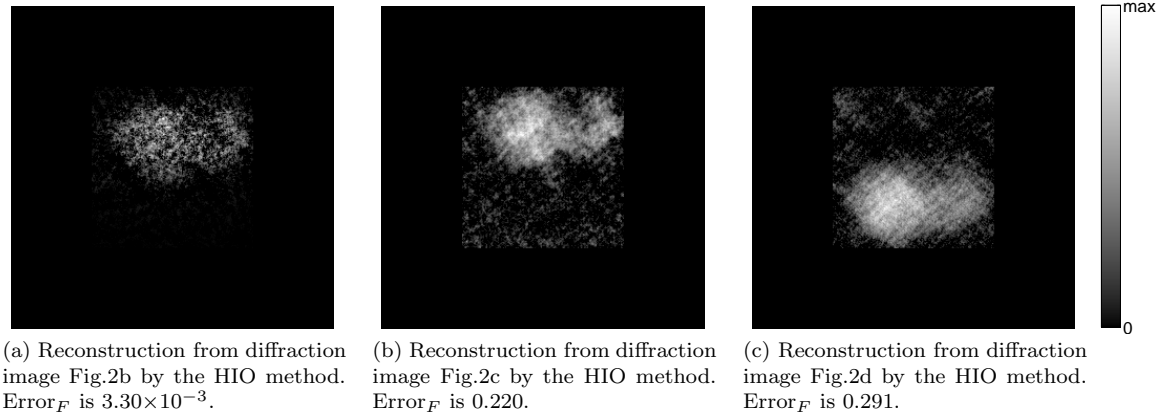 max
0
(a) Reconstruction from diffraction
image Fig.2b by the HIO method.
Error_F is 3.30×10⁻³.
(b) Reconstruction from diffraction
image Fig.2c by the HIO method.
Error_F is 0.220.
(c) Reconstruction from diffraction
image Fig.2d by the HIO method.
Error_F is 0.291.